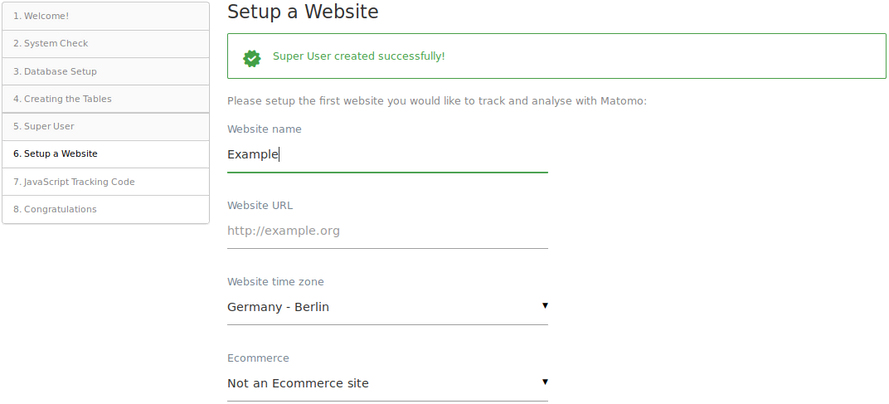 1. Welcome!
2. System Check
3. Database Setup
4. Creating the Tables
5. Super User
6. Setup a Website
7. JavaScript Tracking Code
8. Congratulations
Setup a Website
Super User created successfully!
Please setup the first website you would like to track and analyse with Matomo:
Website name
Example
Website URL
http://example.org
Website time zone
Germany - Berlin
Ecommerce
Not an Ecommerce site